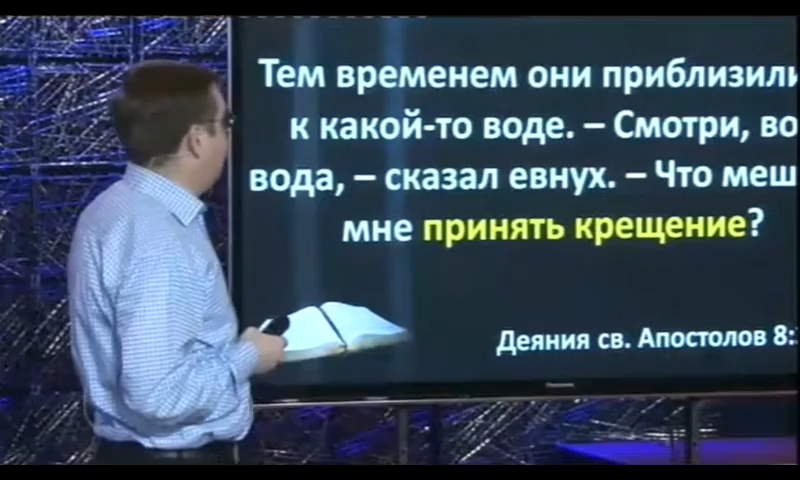 Тем временем они приблизили
к какой-то воде. – Смотри, во
вода, – сказал евнух. – Что меш
мне принять крещение?
Деяния св. Апостолов 8:
Panasonic